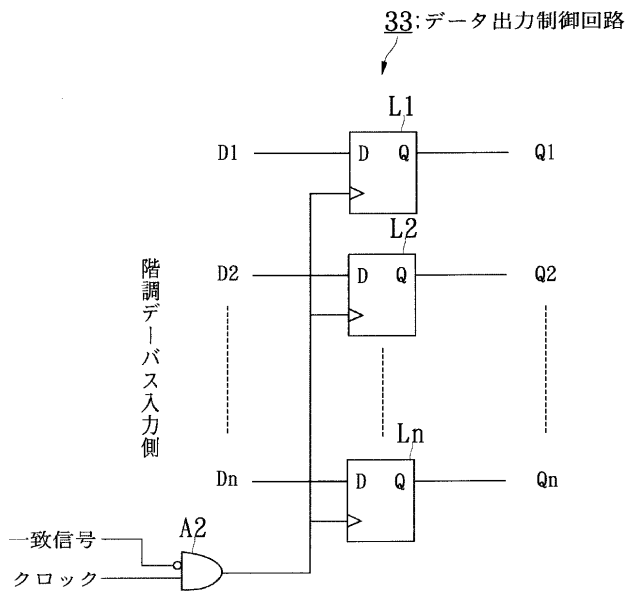 33;データ出力制御回路
L1
D1 D Q Q1
L2
D2 D Q Q2
階調デーバス入力側
Ln
Dn D Q Qn
一致信号
A2
クロック